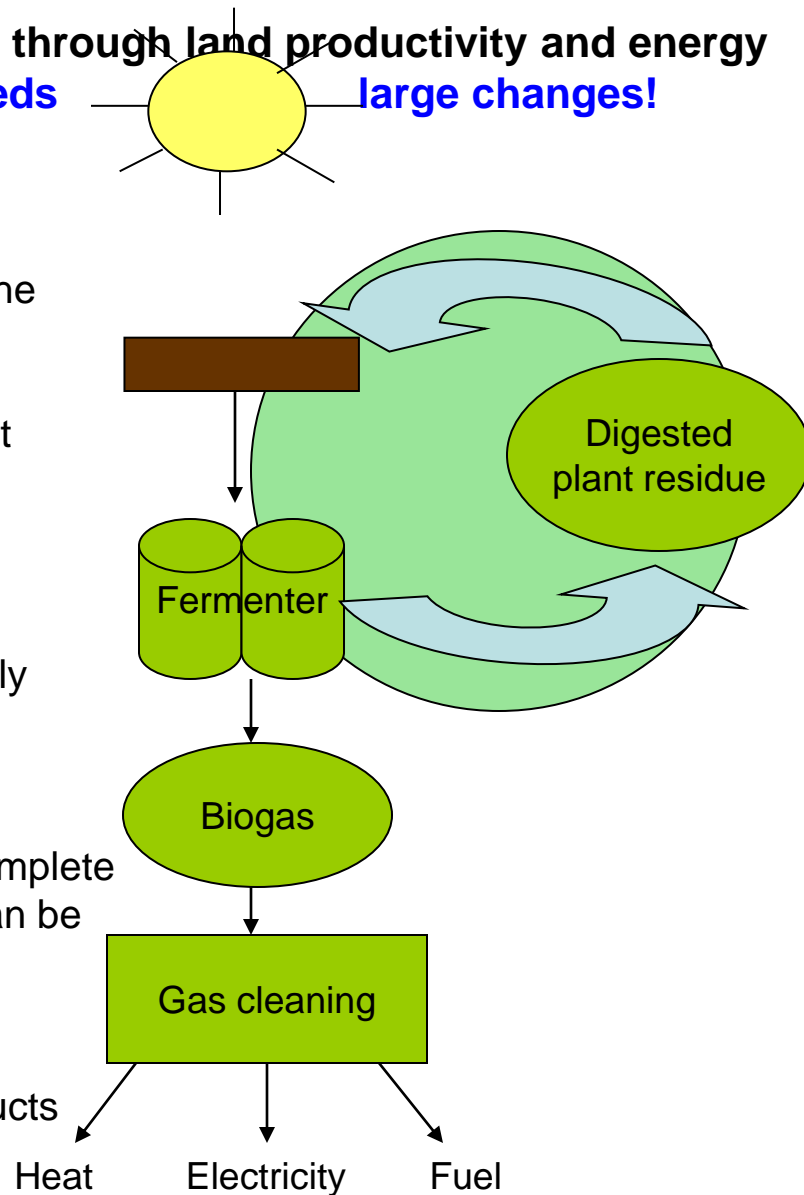 through land productivity and energy
eds large changes!
ne
t
Digested
plant residue
Fermenter
ly
Biogas
mplete
an be
Gas cleaning
ucts
Heat Electricity Fuel